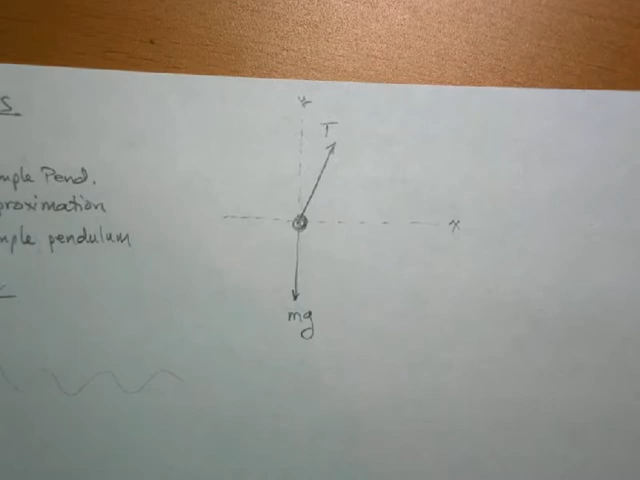 s
mple Pend.
proximation
mple pendulum
y
T
x
mg